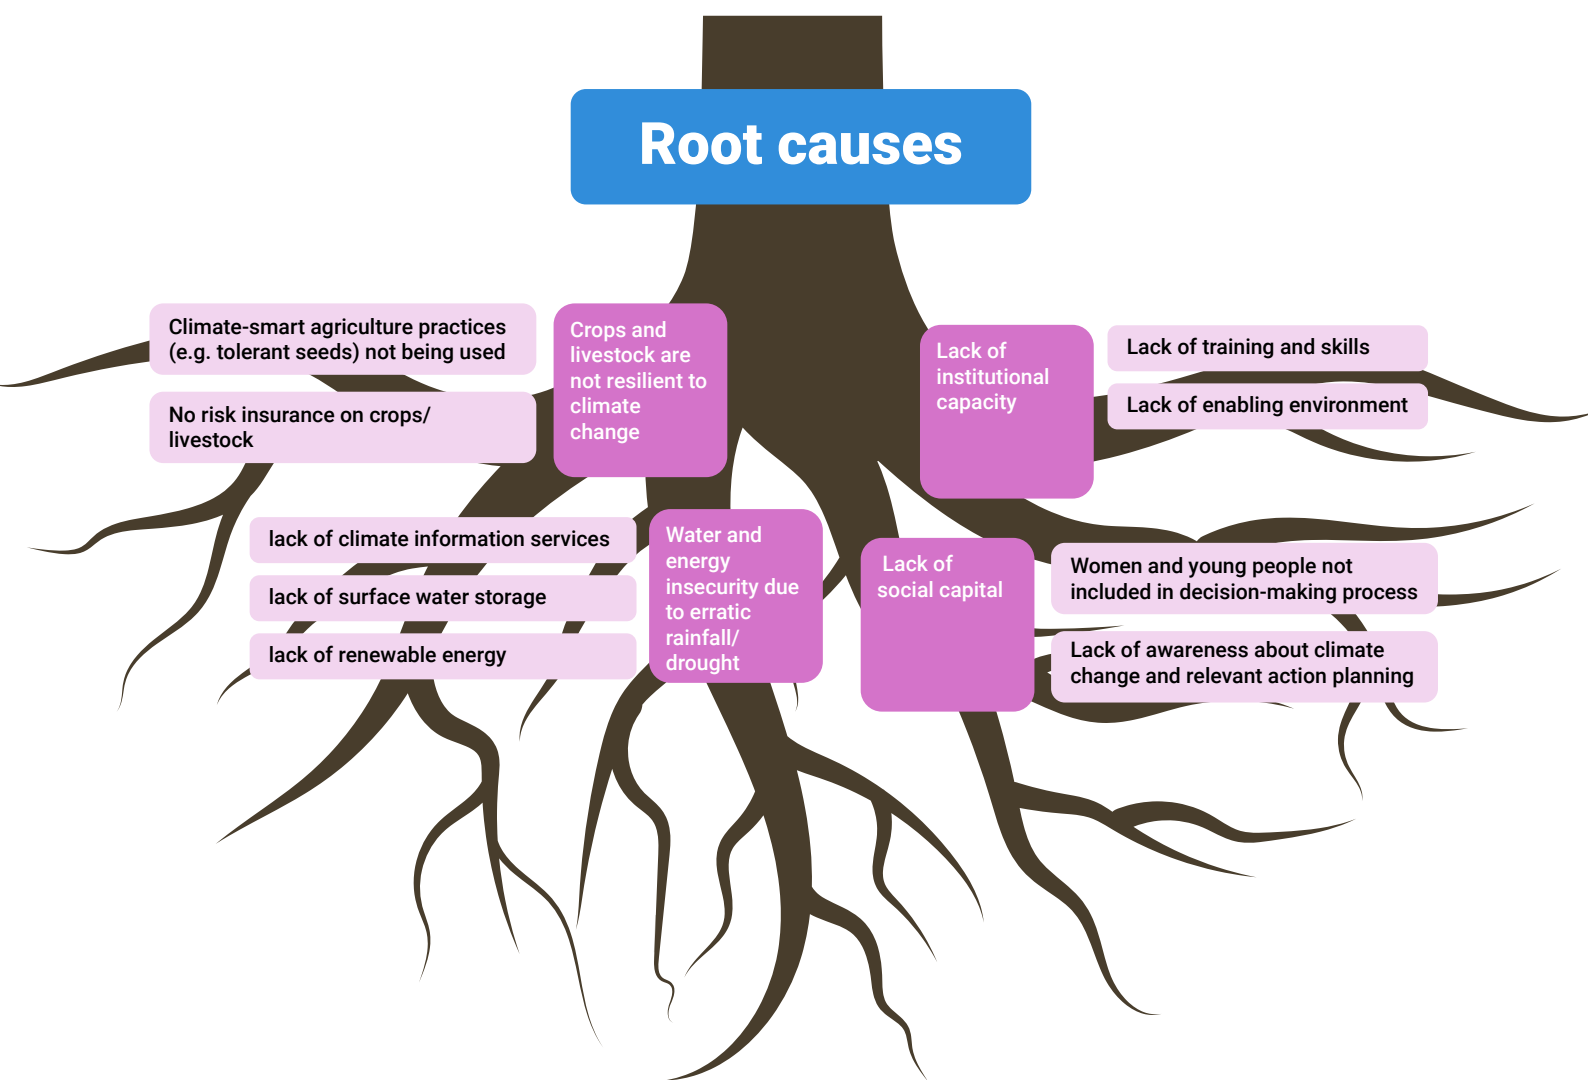 Root causes
Climate-smart agriculture practices
(e.g. tolerant seeds) not being used
No risk insurance on crops/
livestock
Crops and
livestock are
not resilient to
climate
change
Lack of
institutional
capacity
Lack of training and skills
Lack of enabling environment
lack of climate information services
lack of surface water storage
lack of renewable energy
Water and
energy
insecurity due
to erratic
rainfall/
drought
Lack of
social capital
Women and young people not
included in decision-making process
Lack of awareness about climate
change and relevant action planning